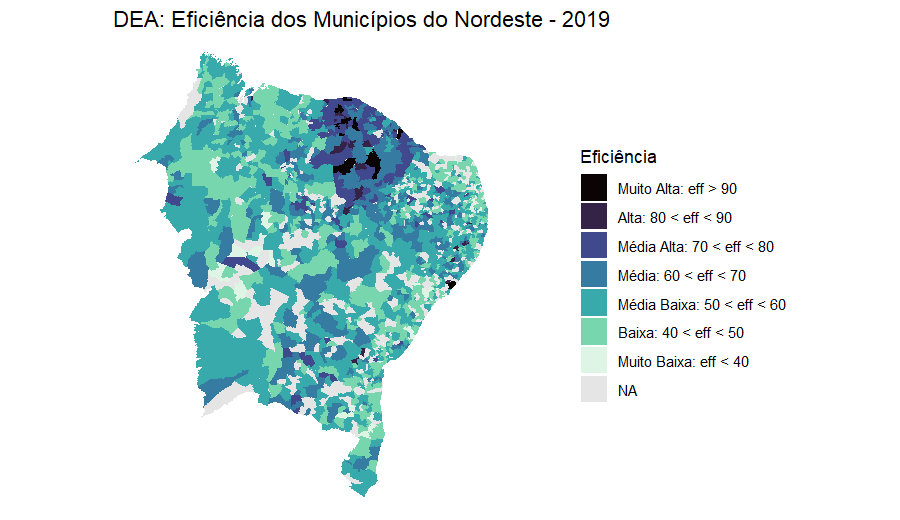 DEA: Eficiência dos Municípios do Nordeste - 2019
Eficiência
Muito Alta: eff > 90
Alta: 80 < eff < 90
Média Alta: 70 < eff < 80
Média: 60 < eff < 70
Média Baixa: 50 < eff < 60
Baixa: 40 < eff < 50
Muito Baixa: eff < 40
NA